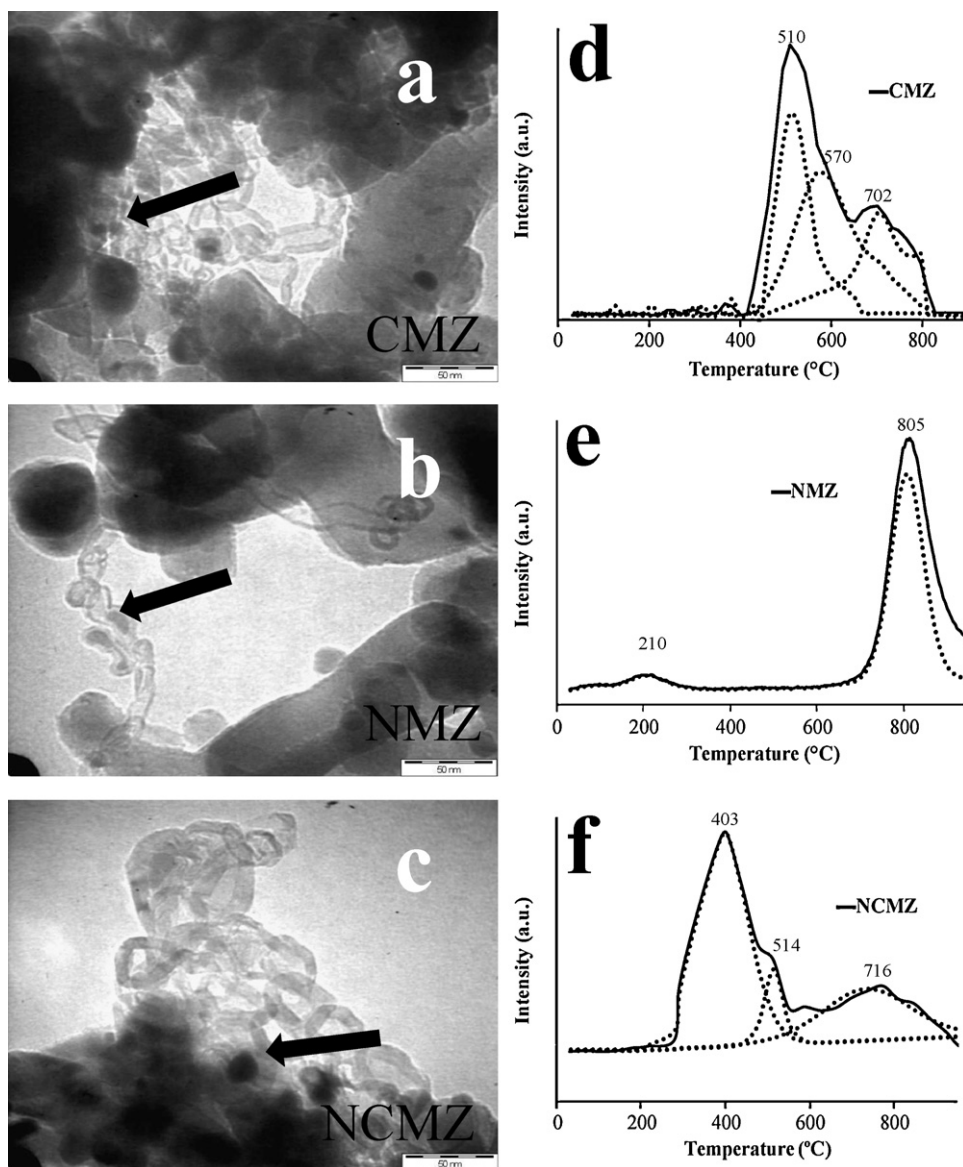 a
CMZ
50 nm
d
510
CMZ
570
702
Intensity (a.u.)
0 200 400 600 800
Temperature (°C)
b
NMZ
50 nm
e
805
NMZ
210
Intensity (a.u.)
0 200 400 600 800
Temperature (°C)
c
NCMZ
50 nm
f
403
NCMZ
514
716
Intensity (a.u.)
0 200 400 600 800
Temperature (°C)